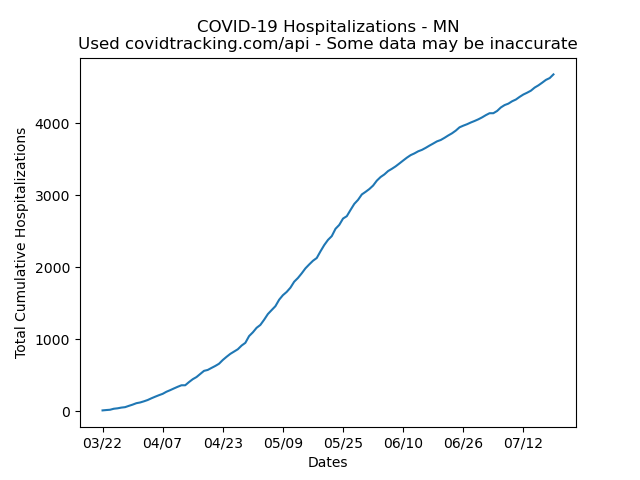 COVID-19 Hospitalizations - MN
Used covidtracking.com/api - Some data may be inaccurate
Total Cumulative Hospitalizations
4000
3000
2000
1000
0
03/22 04/07 04/23 05/09 05/25 06/10 06/26 07/12
Dates